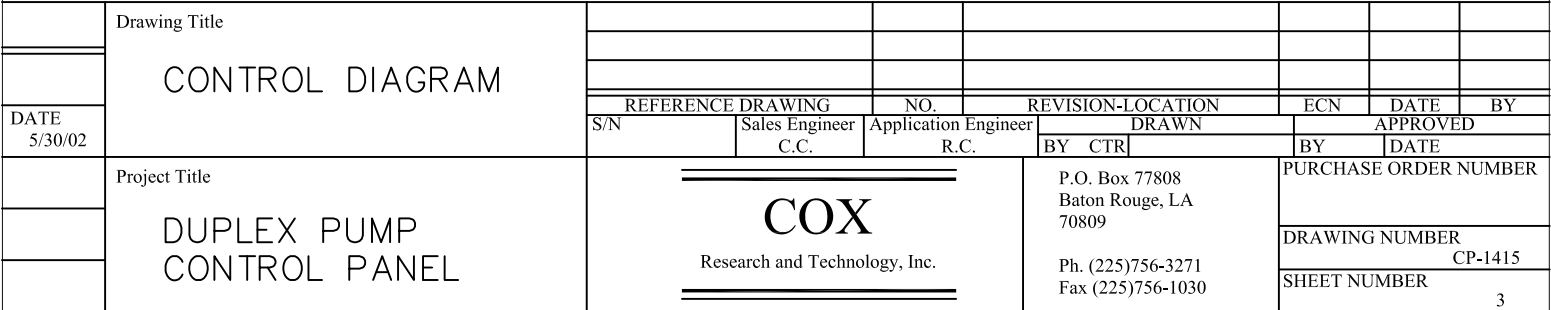 Drawing Title
CONTROL DIAGRAM
DATE
5/30/02
REFERENCE DRAWING NO. REVISION-LOCATION ECN DATE BY
S/N Sales Engineer Application Engineer DRAWN APPROVED
C.C. R.C. BY CTR BY DATE
Project Title
DUPLEX PUMP
CONTROL PANEL
COX
Research and Technology, Inc.
P.O. Box 77808
Baton Rouge, LA
70809
Ph. (225)756-3271
Fax (225)756-1030
PURCHASE ORDER NUMBER
DRAWING NUMBER
CP-1415
SHEET NUMBER
3